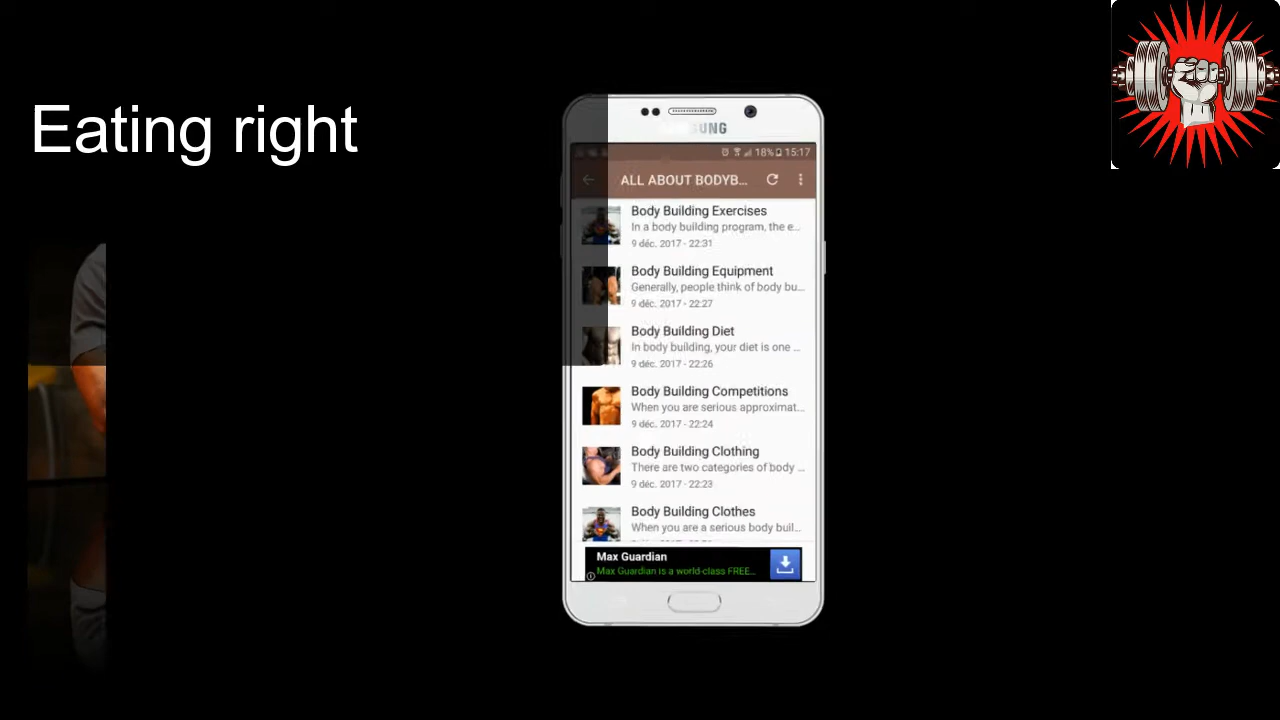 Eating right
SUNG
18% 15:17
ALL ABOUT BODYB...
Body Building Exercises
In a body building program, the e...
9 déc. 2017 - 22:31
Body Building Equipment
Generally, people think of body bu...
9 déc. 2017 - 22:27
Body Building Diet
In body building, your diet is one ...
9 déc. 2017 - 22:26
Body Building Competitions
When you are serious approximat...
9 déc. 2017 - 22:24
Body Building Clothing
There are two categories of body ...
9 déc. 2017 - 22:23
Body Building Clothes
When you are a serious body buil...
Max Guardian
Max Guardian is a world-class FREE...